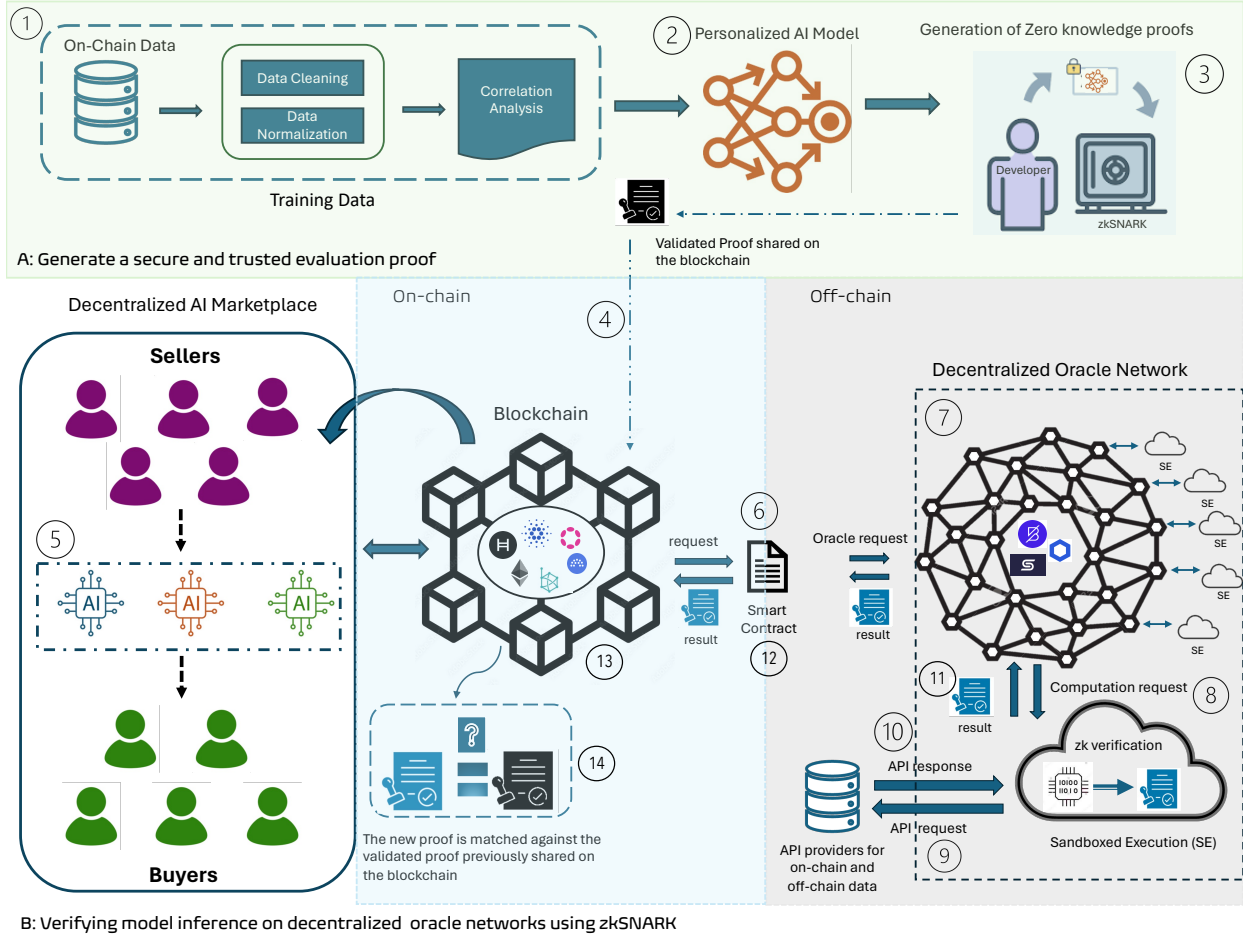 1
On-Chain Data
Data Cleaning
Data
Normalization
Correlation
Analysis
Training Data
2
Personalized AI Model
Generation of Zero knowledge proofs
3
Developer
zkSNARK
Validated Proof shared on
the blockchain
A: Generate a secure and trusted evaluation proof
Decentralized AI Marketplace
Sellers
5
AI
AI
AI
Buyers
On-chain
4
Blockchain
13
request
result
6
Smart
Contract
12
14
?
The new proof is matched against the
validated proof previously shared on
the blockchain
Off-chain
Decentralized Oracle Network
7
Oracle request
result
SE
SE
SE
SE
SE
11
result
Computation request
8
10
API response
API request
9
API providers for
on-chain and
off-chain data
zk verification
10100
11010
Sandboxed Execution (SE)
B: Verifying model inference on decentralized oracle networks using zkSNARK